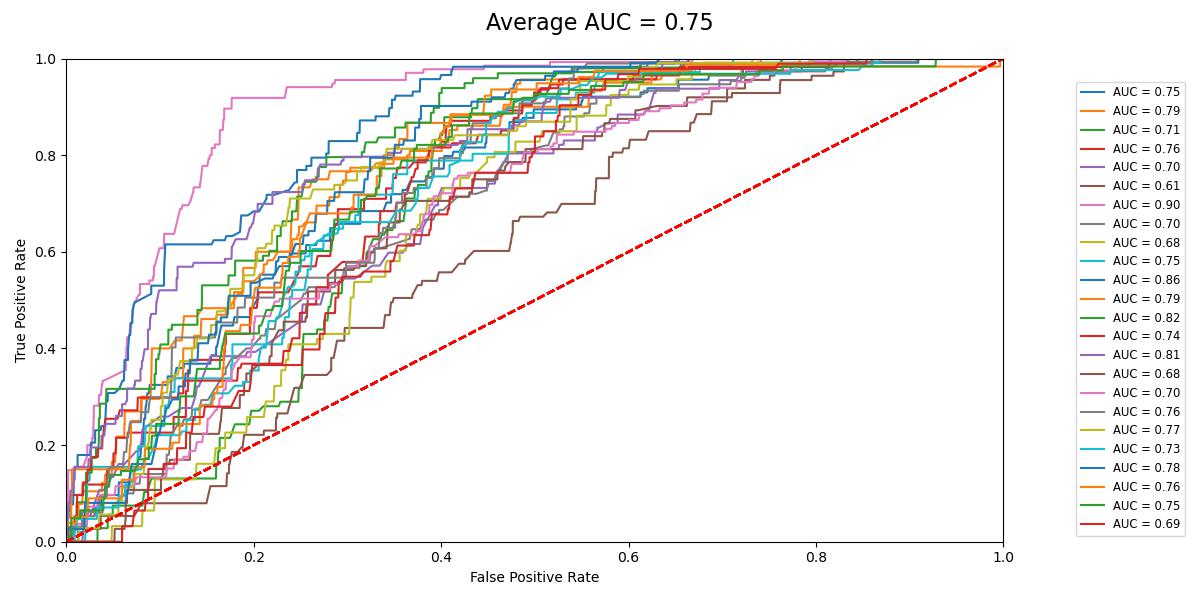 Average AUC = 0.75
1.0
0.8
0.6
0.4
0.2
0.0
True Positive Rate
0.0 0.2 0.4 0.6 0.8 1.0
False Positive Rate
AUC = 0.75
AUC = 0.79
AUC = 0.71
AUC = 0.76
AUC = 0.70
AUC = 0.61
AUC = 0.90
AUC = 0.70
AUC = 0.68
AUC = 0.75
AUC = 0.86
AUC = 0.79
AUC = 0.82
AUC = 0.74
AUC = 0.81
AUC = 0.68
AUC = 0.70
AUC = 0.76
AUC = 0.77
AUC = 0.73
AUC = 0.78
AUC = 0.76
AUC = 0.75
AUC = 0.69